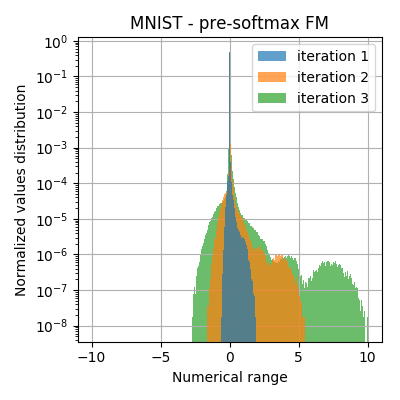 MNIST - pre-softmax FM
iteration 1
iteration 2
iteration 3
Normalized values distribution
10⁰
10⁻¹
10⁻²
10⁻³
10⁻⁴
10⁻⁵
10⁻⁶
10⁻⁷
10⁻⁸
−10 −5 0 5 10
Numerical range